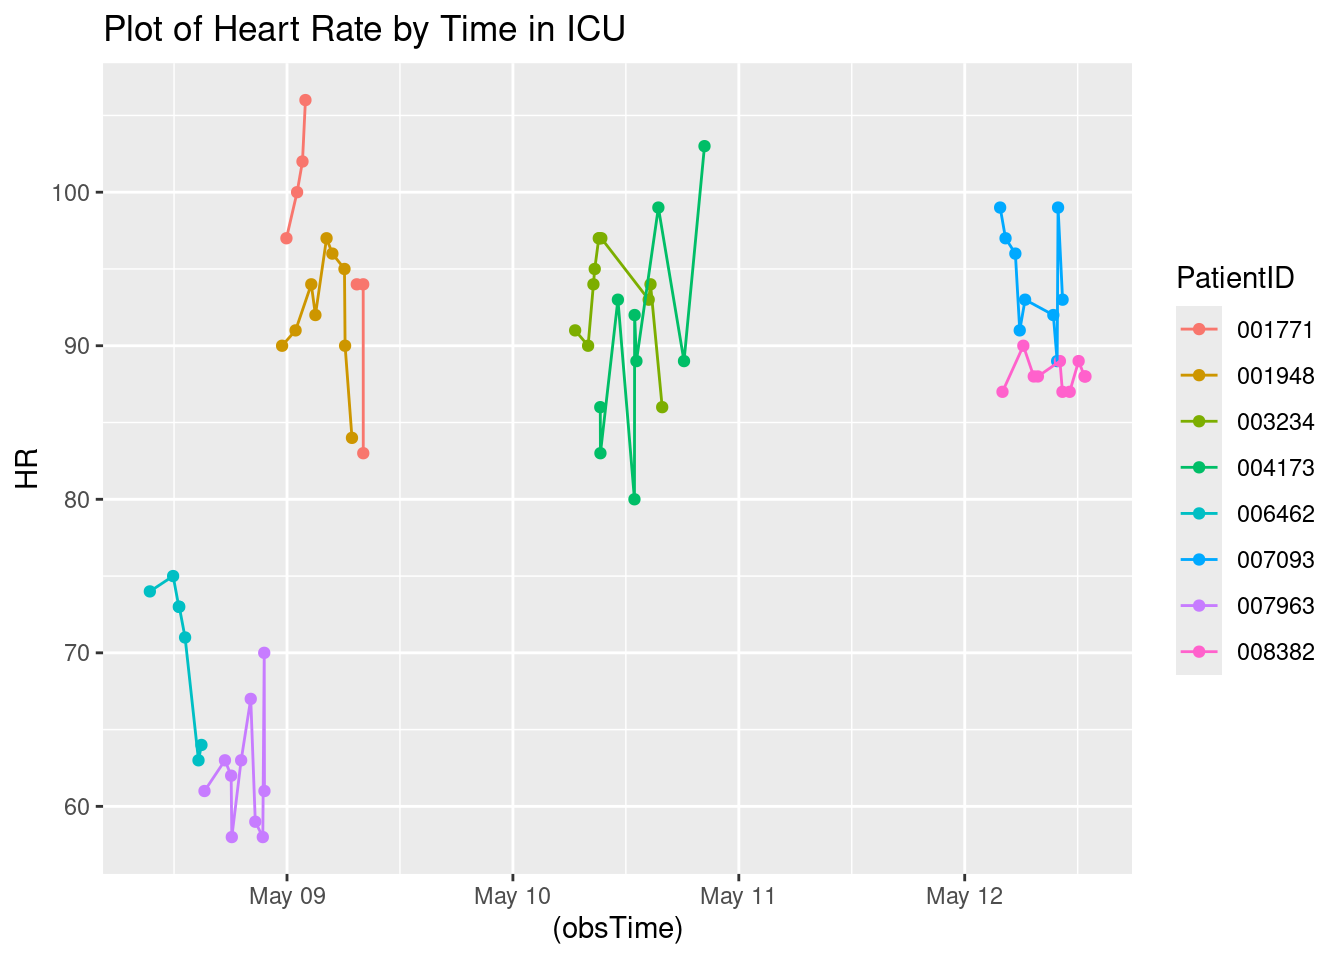 Plot of Heart Rate by Time in ICU
HR
100
90
80
70
60
May 09
May 10
May 11
May 12
(obsTime)
PatientID
001771
001948
003234
004173
006462
007093
007963
008382